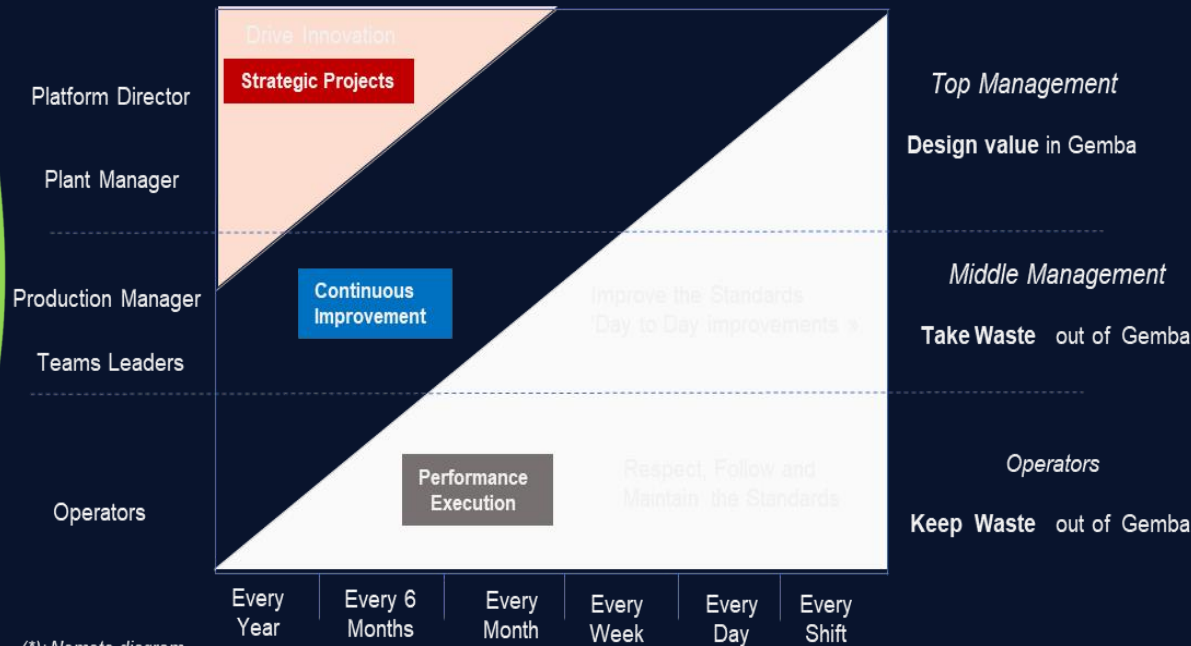 Drive Innovation
Strategic Projects
Platform Director
Plant Manager
Top Management
Design value in Gemba
Production Manager
Teams Leaders
Continuous
Improvement
Improve the Standards
'Day to Day improvements »
Middle Management
Take Waste out of Gemba
Operators
Performance
Execution
Respect, Follow and
Maintain the Standards
Operators
Keep Waste out of Gemba
Every
Year
Every 6
Months
Every
Month
Every
Week
Every
Day
Every
Shift
(*): Nemoto diagram